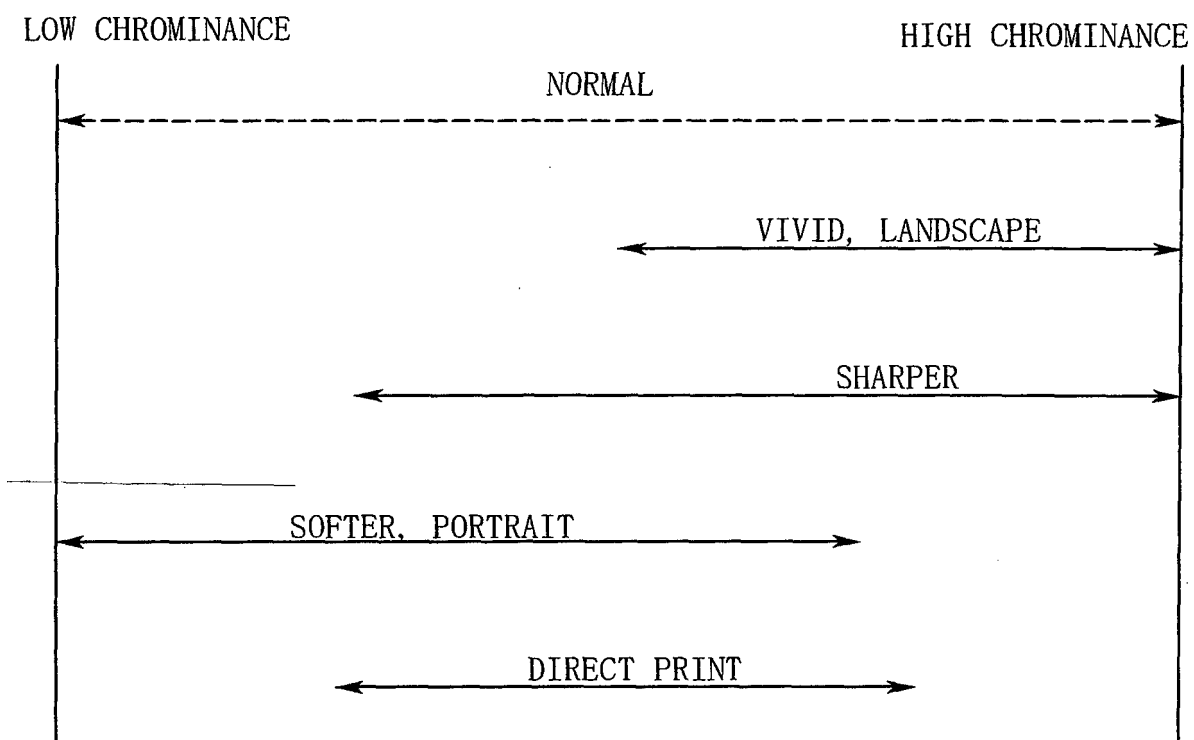 LOW CHROMINANCE
HIGH CHROMINANCE
NORMAL
VIVID, LANDSCAPE
SHARPER
SOFTER, PORTRAIT
DIRECT PRINT